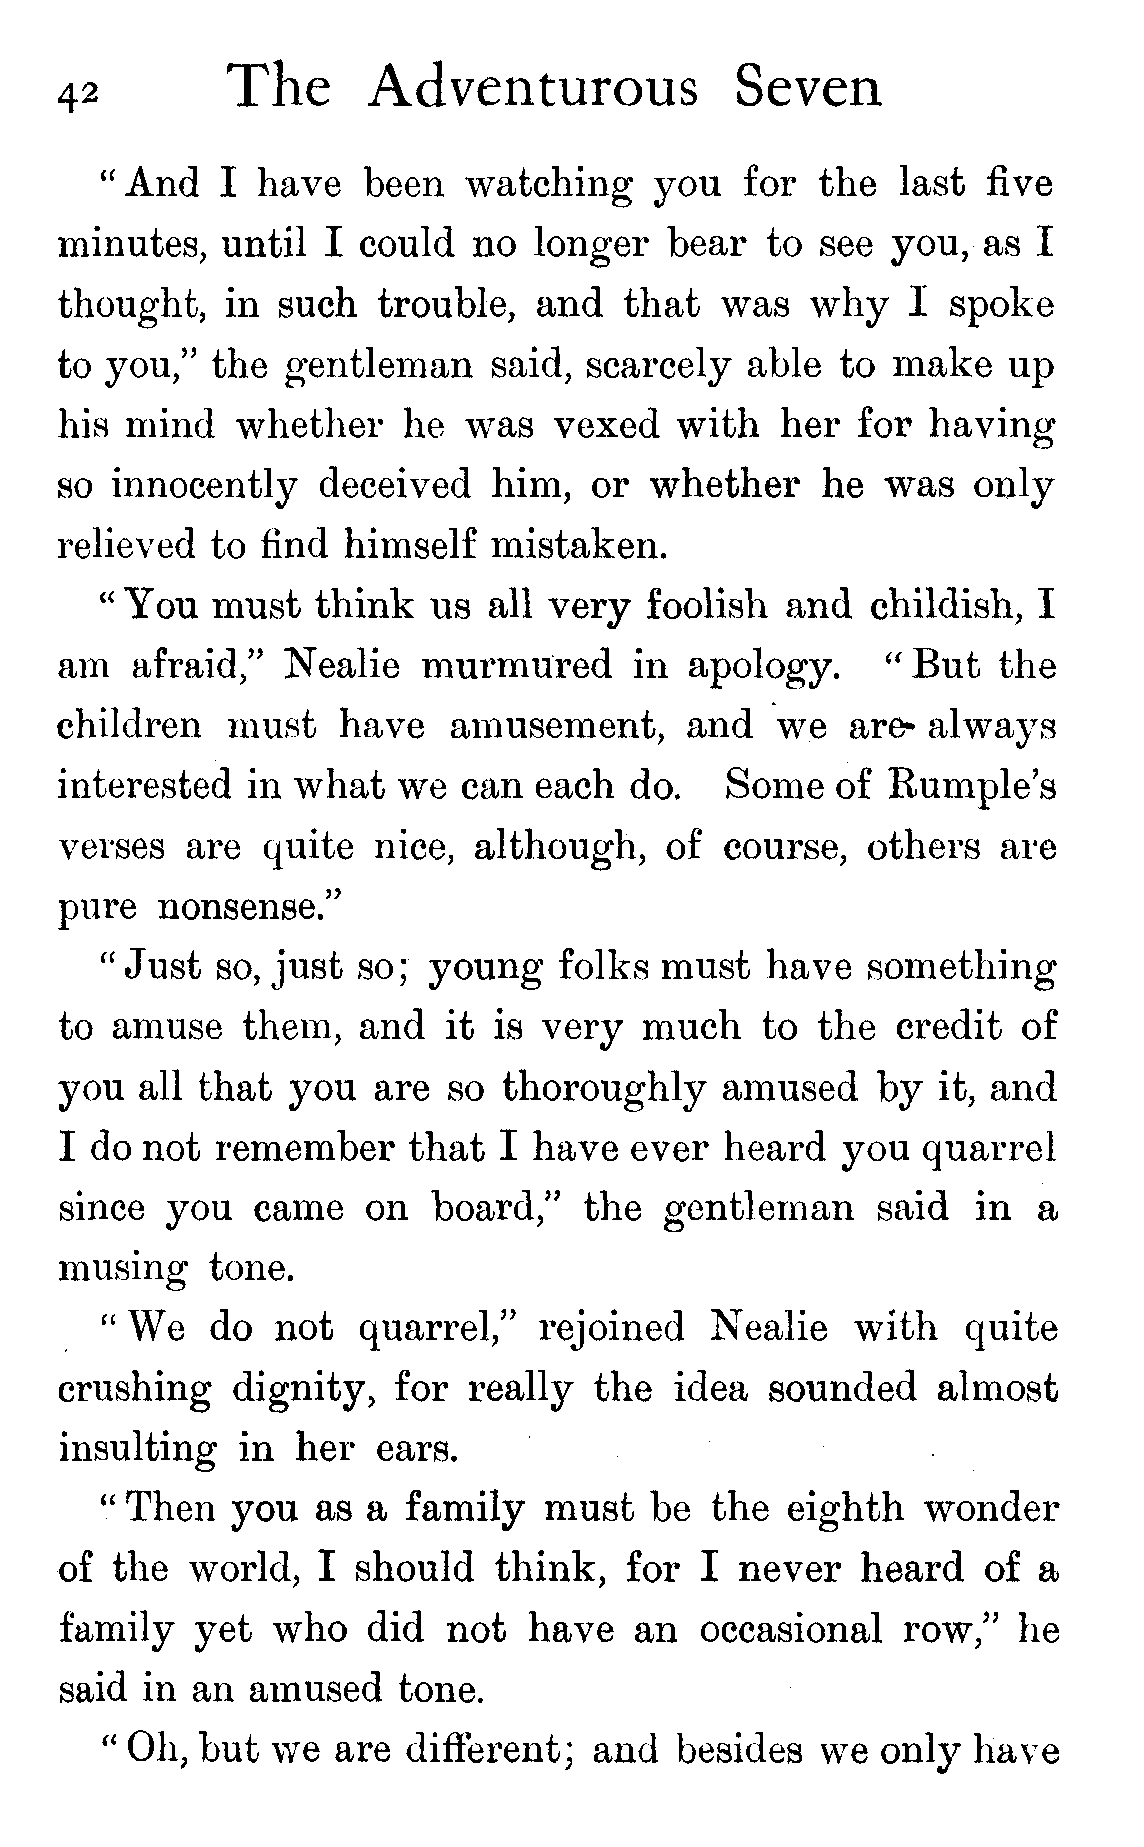 42 The Adventurous Seven
“And I have been watching you for the last five
minutes, until I could no longer bear to see you, as I
thought, in such trouble, and that was why I spoke
to you,” the gentleman said, scarcely able to make up
his mind whether he was vexed with her for having
so innocently deceived him, or whether he was only
relieved to find himself mistaken.
“You must think us all very foolish and childish, I
am afraid,” Nealie murmured in apology. “But the
children must have amusement, and we are always
interested in what we can each do. Some of Rumple’s
verses are quite nice, although, of course, others are
pure nonsense.”
“Just so, just so; young folks must have something
to amuse them, and it is very much to the credit of
you all that you are so thoroughly amused by it, and
I do not remember that I have ever heard you quarrel
since you came on board,” the gentleman said in a
musing tone.
“We do not quarrel,” rejoined Nealie with quite
crushing dignity, for really the idea sounded almost
insulting in her ears.
“Then you as a family must be the eighth wonder
of the world, I should think, for I never heard of a
family yet who did not have an occasional row,” he
said in an amused tone.
“Oh, but we are different; and besides we only have